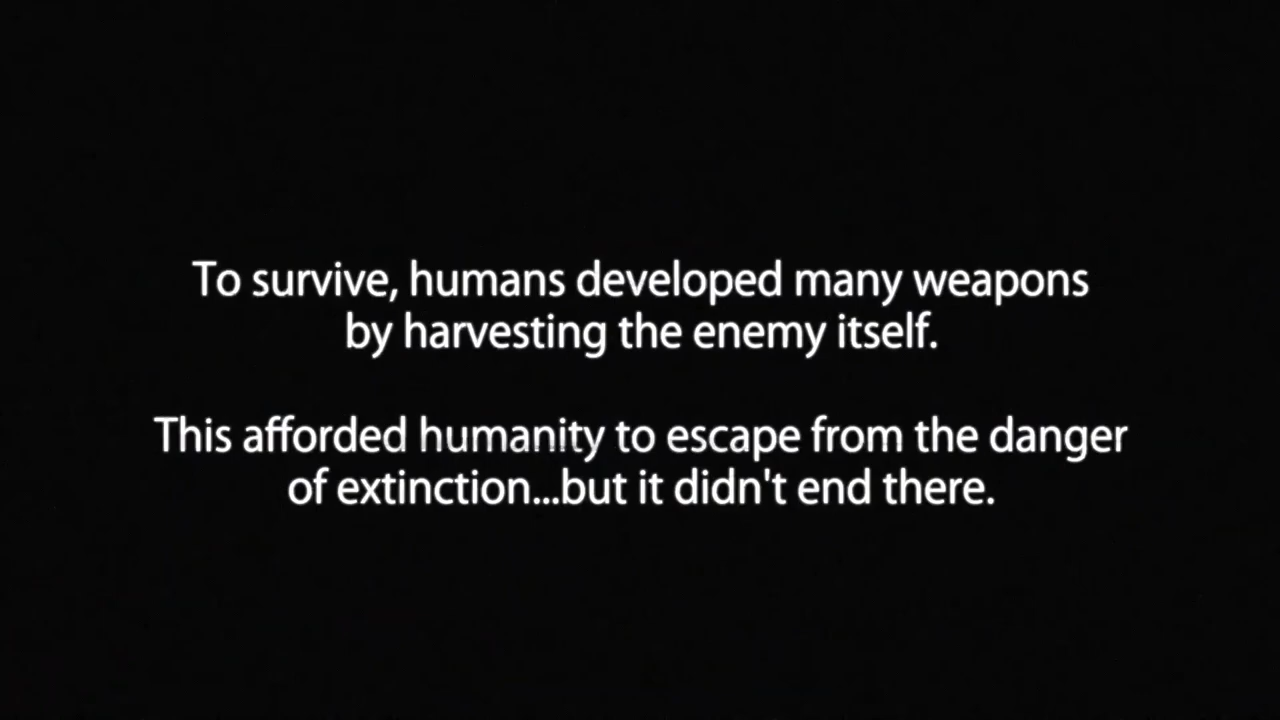 To survive, humans developed many weapons
by harvesting the enemy itself.
This afforded humanity to escape from the danger
of extinction...but it didn't end there.